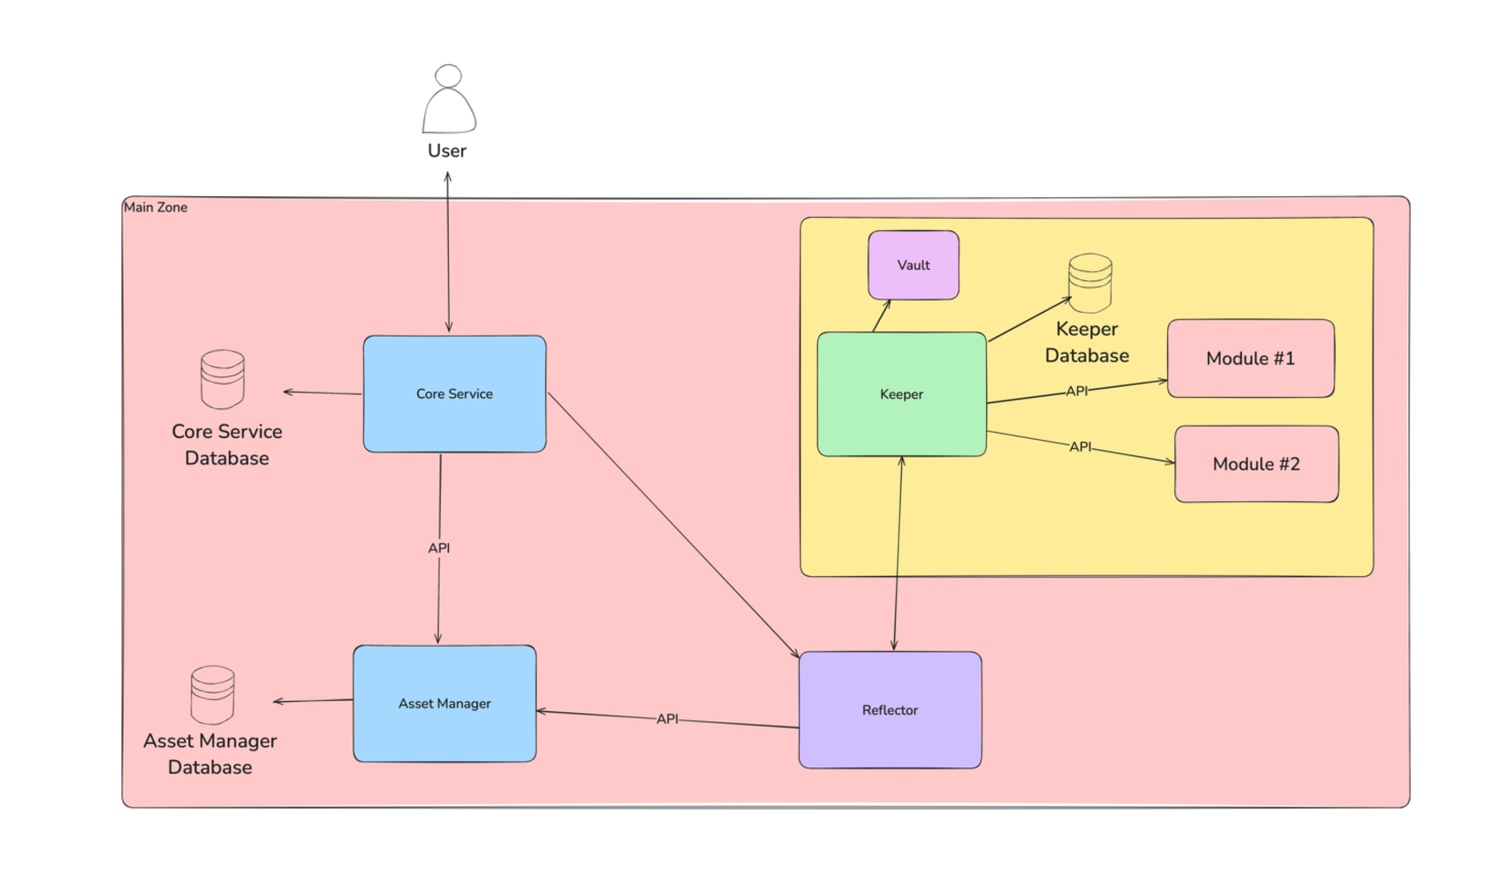 User
Main Zone
Vault
Keeper
Database
Module #1
Core Service
Keeper
API
Core Service
Database
API
Module #2
API
Asset Manager
Reflector
API
Asset Manager
Database